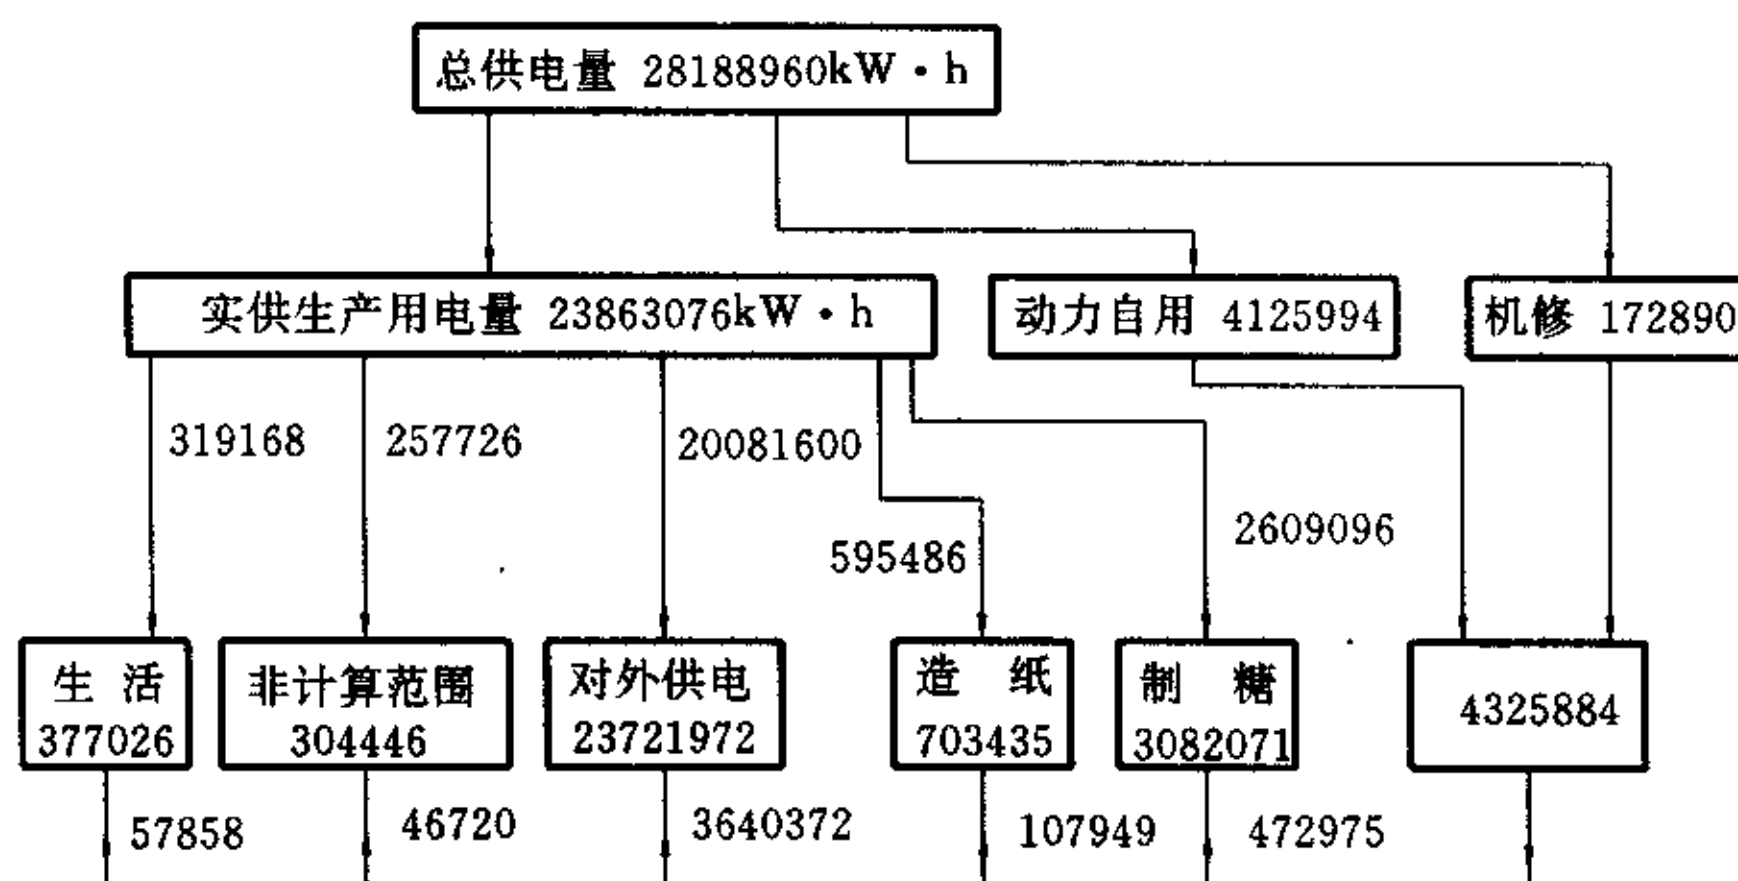 总供电量 28188960kW·h
实供生产用电量 23863076kW·h
动力自用 4125994
机修 172890
319168
257726
20081600
595486
2609096
生 活
377026
非计算范围
304446
对外供电
23721972
造 纸
703435
制 糖
3082071
4325884
57858
46720
3640372
107949
472975